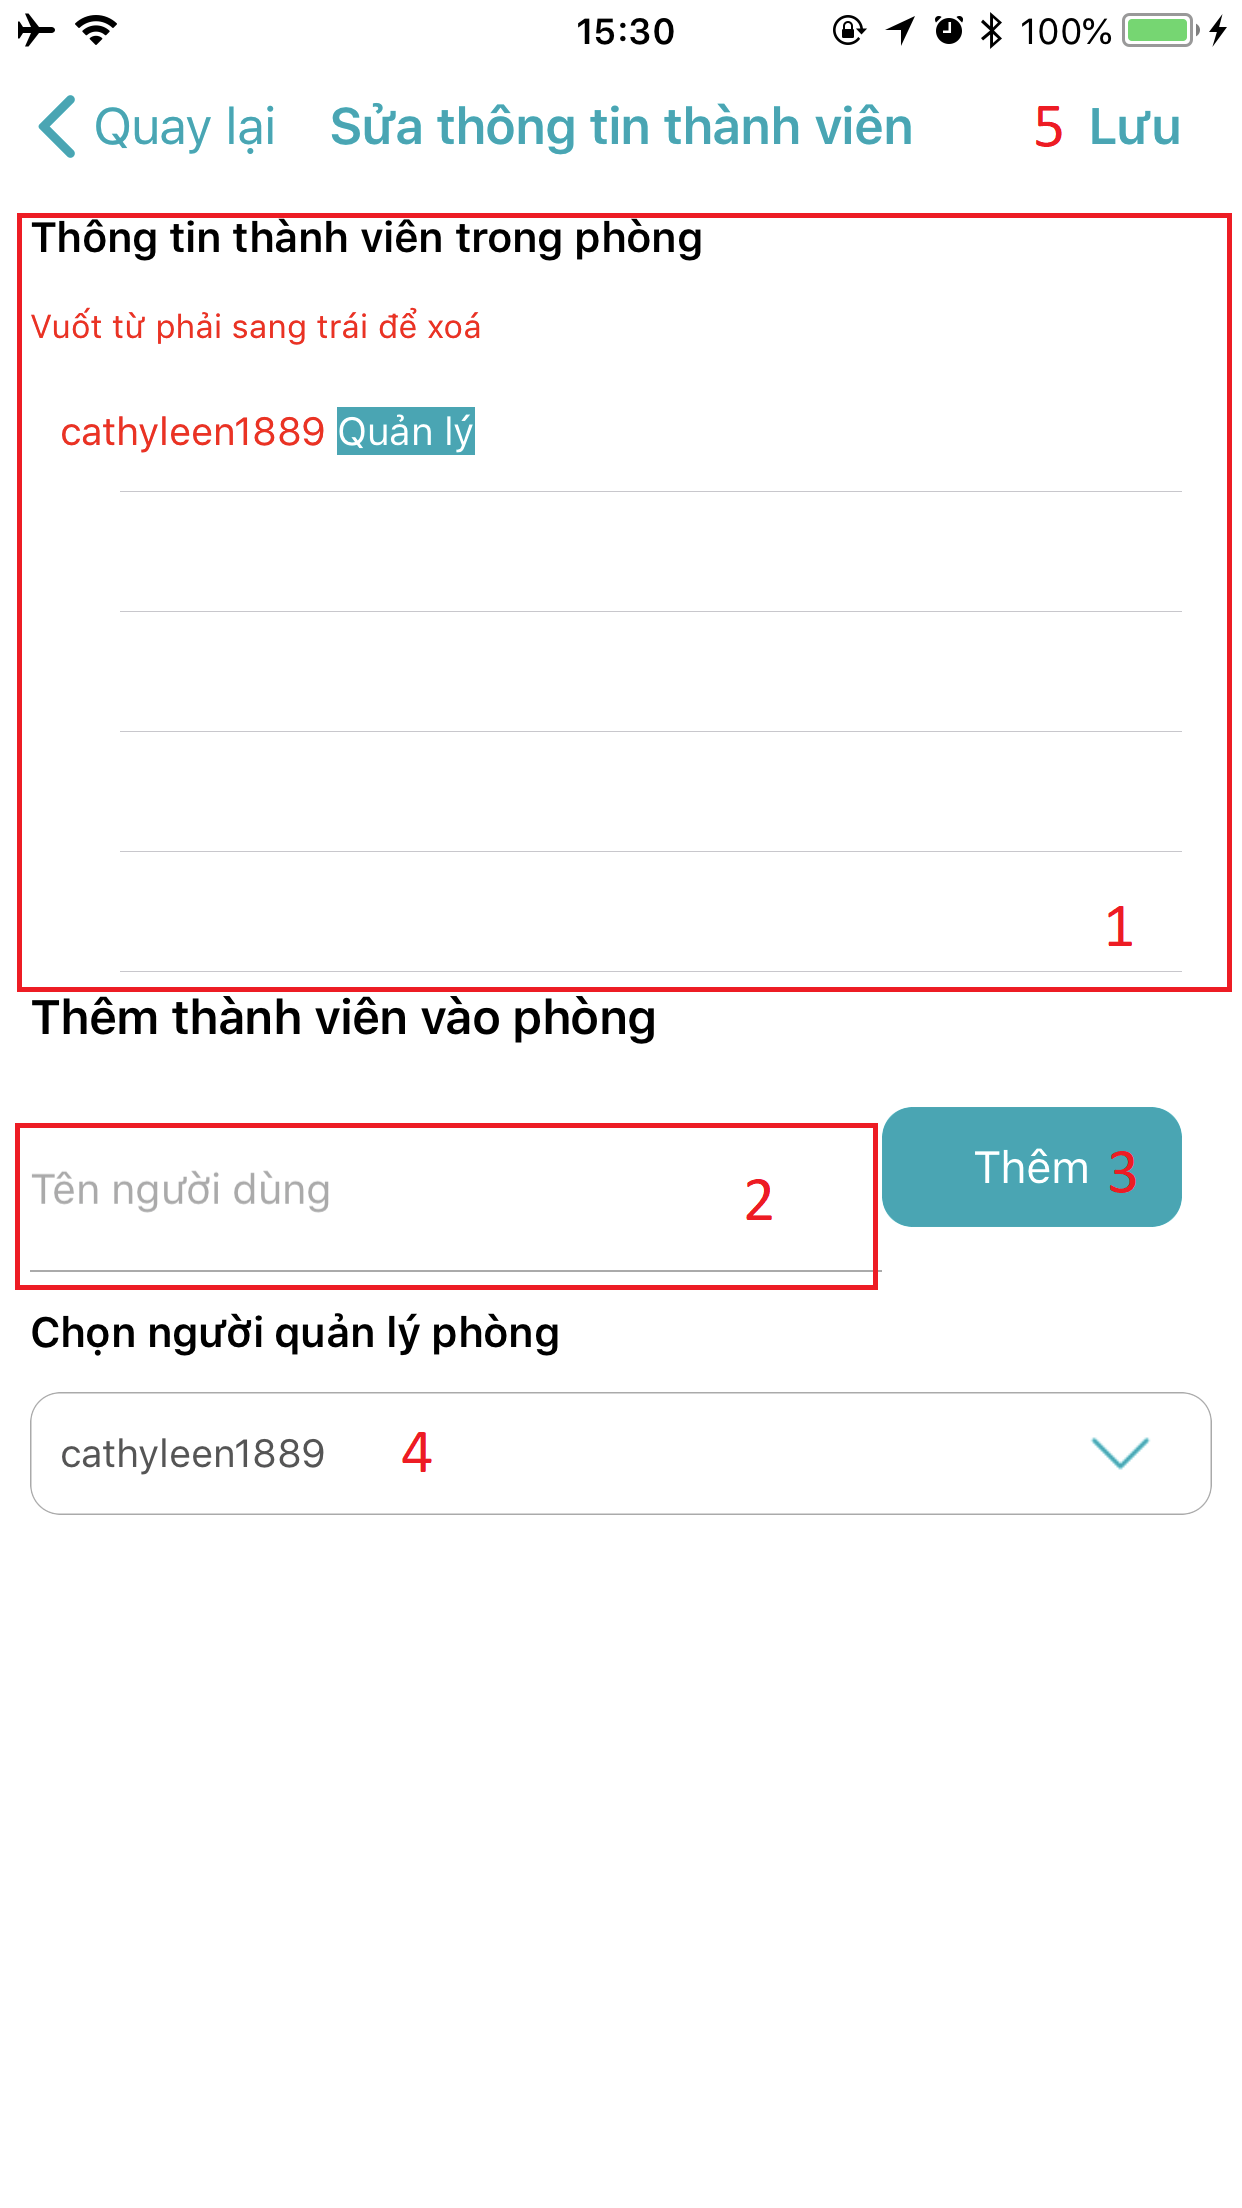 15:30 100%
Quay lại Sửa thông tin thành viên 5 Lưu
Thông tin thành viên trong phòng
Vuốt từ phải sang trái để xoá
cathyleen1889 Quản lý
1
Thêm thành viên vào phòng
Tên người dùng 2 Thêm 3
Chọn người quản lý phòng
cathyleen1889 4